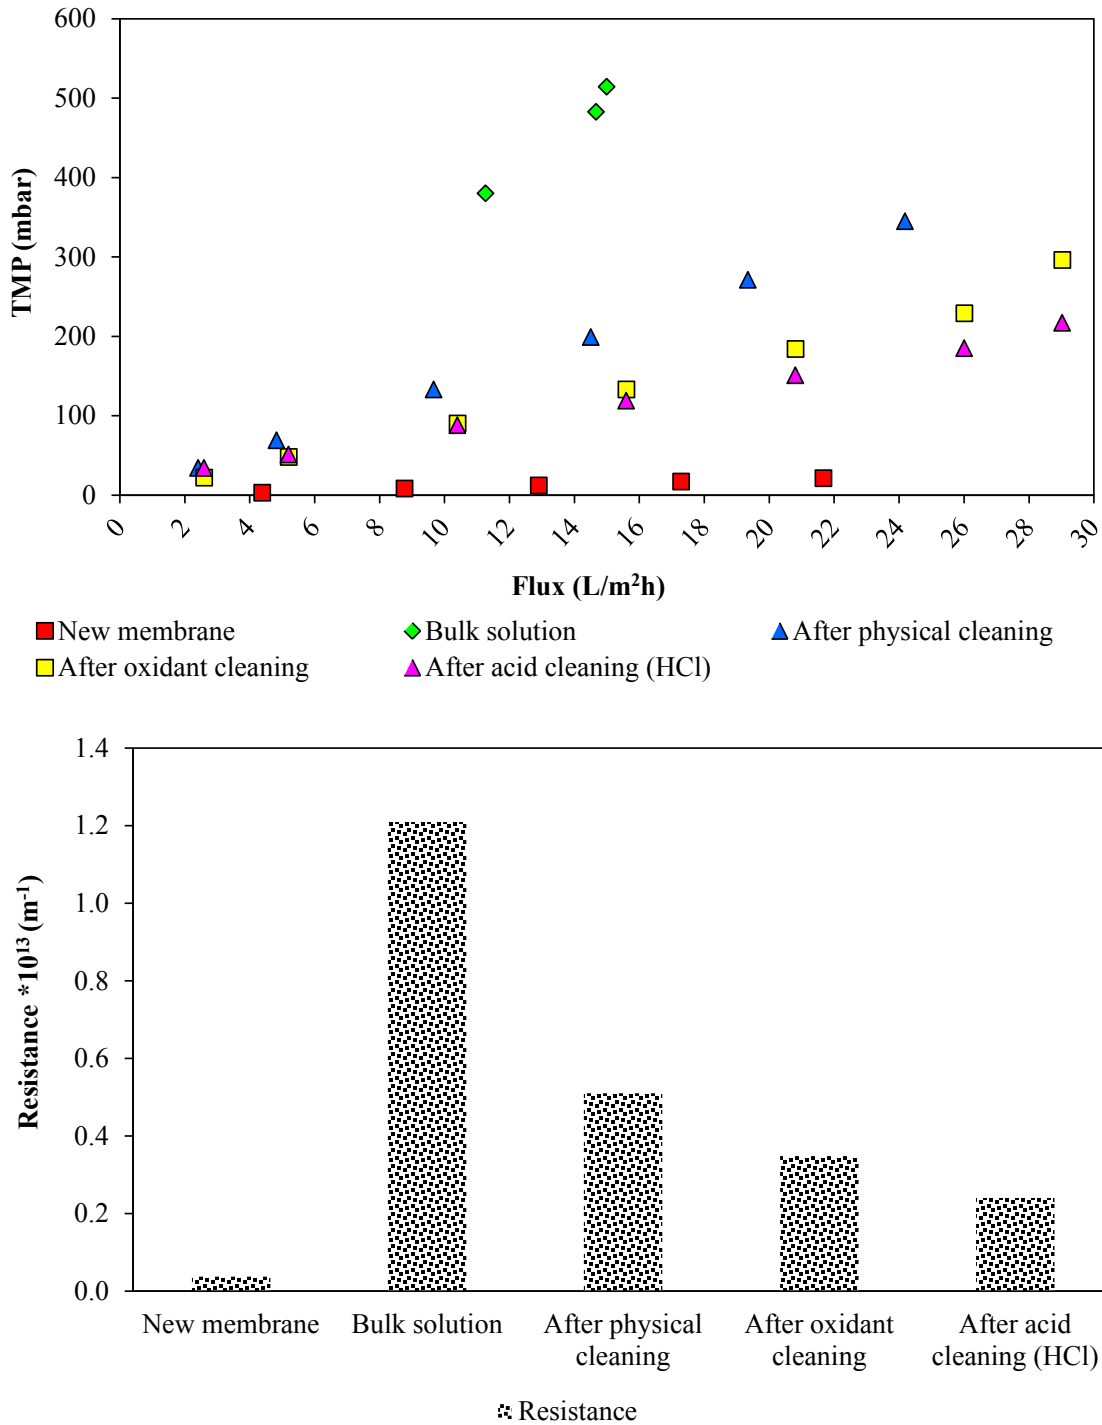 600
500
400
300
200
100
0
TMP (mbar)
0 2 4 6 8 10 12 14 16 18 20 22 24 26 28 30
Flux (L/m²h)
New membrane Bulk solution After physical cleaning
After oxidant cleaning After acid cleaning (HCl)
1.4
1.2
1.0
0.8
0.6
0.4
0.2
0.0
Resistance *10¹³ (m⁻¹)
New membrane Bulk solution After physical cleaning After oxidant cleaning After acid cleaning (HCl)
Resistance